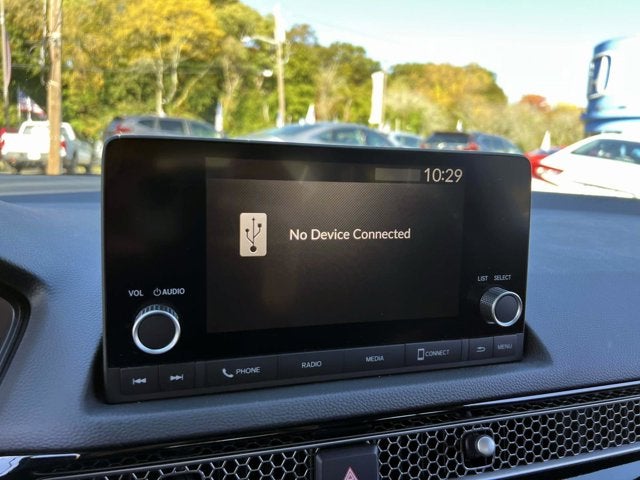 10:29
No Device Connected
VOL AUDIO
LIST SELECT
PHONE RADIO MEDIA CONNECT MENU